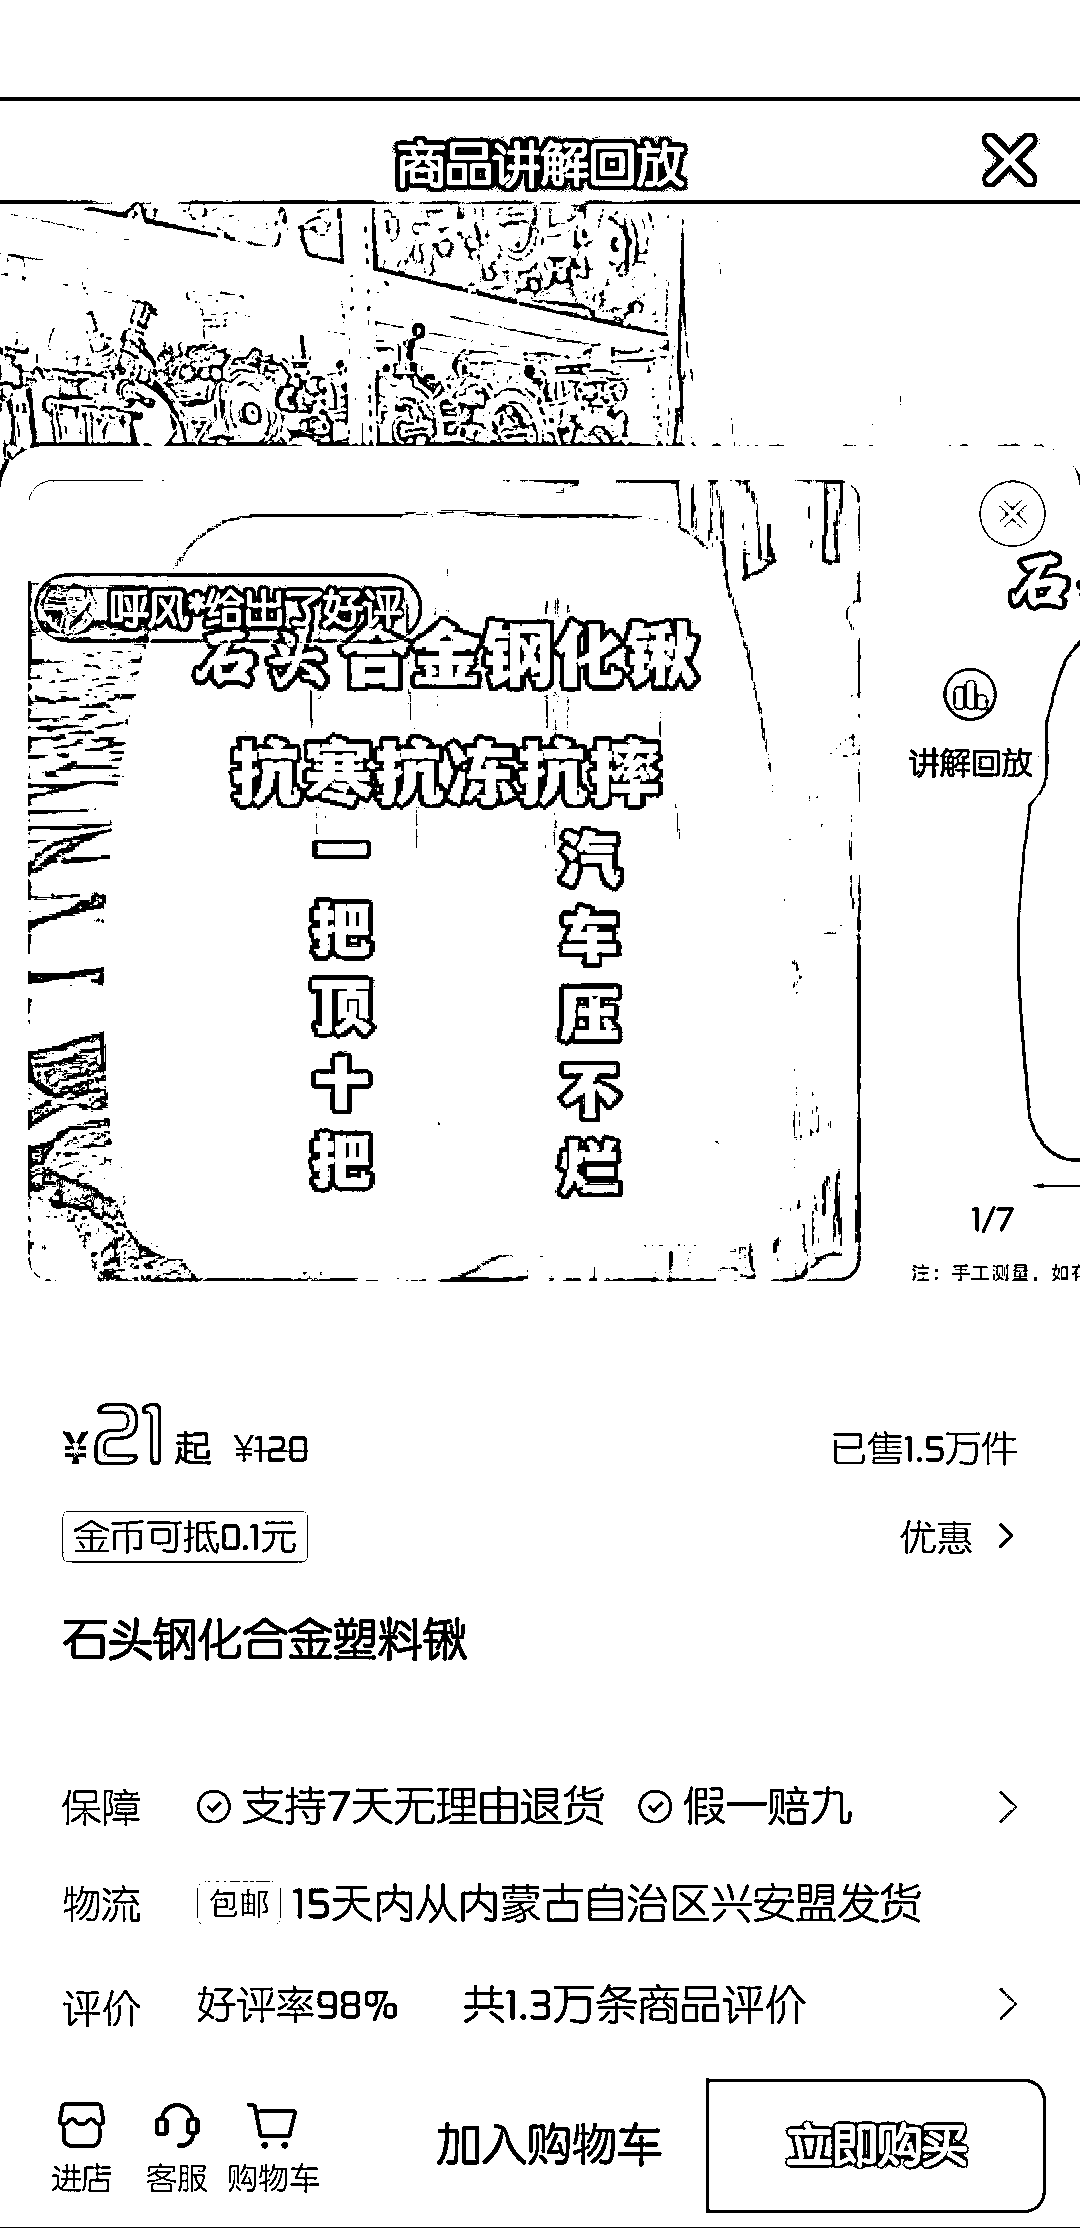 商品讲解回放
呼风*给出了好评
石头合金钢化锹
抗寒抗冻抗摔
一把顶十把
汽车压不烂
石
讲解回放
1/7
注：手工测量，如有
¥21起 ¥128
已售1.5万件
金币可抵0.1元
优惠
石头钢化合金塑料锹
保障 支持7天无理由退货 假一赔九
物流 包邮 15天内从内蒙古自治区兴安盟发货
评价 好评率98% 共1.3万条商品评价
进店 客服 购物车 加入购物车 立即购买